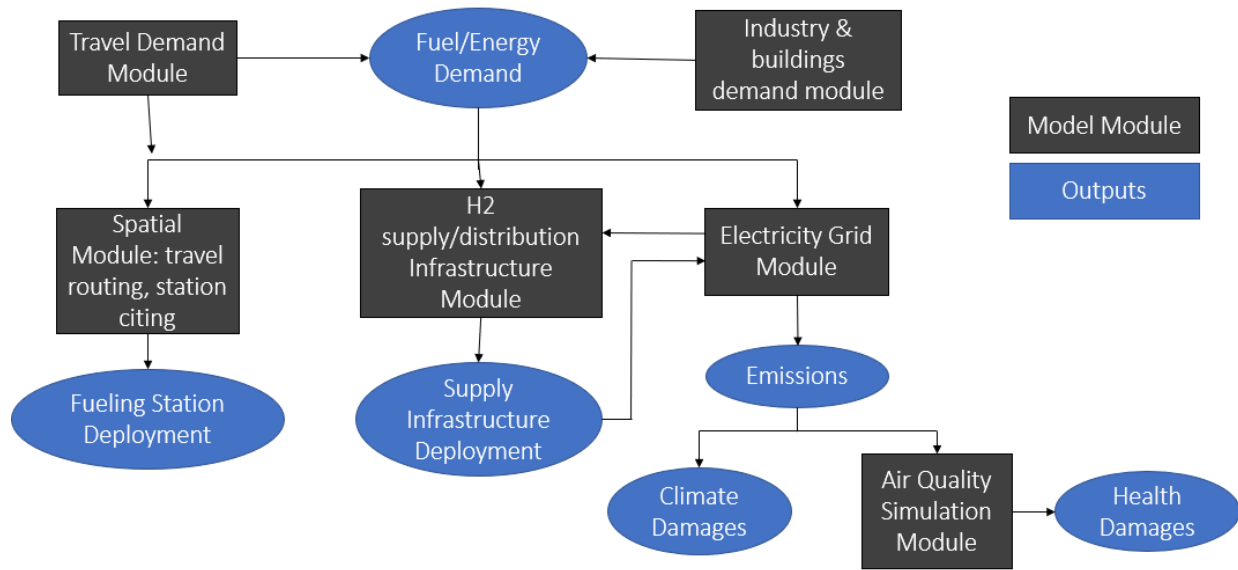 Travel Demand
Module
Fuel/Energy
Demand
Industry &
buildings
demand module
Model Module
Outputs
Spatial
Module: travel
routing, station
citing
H2
supply/distribution
Infrastructure
Module
Electricity Grid
Module
Fueling Station
Deployment
Supply
Infrastructure
Deployment
Emissions
Climate
Damages
Air Quality
Simulation
Module
Health
Damages